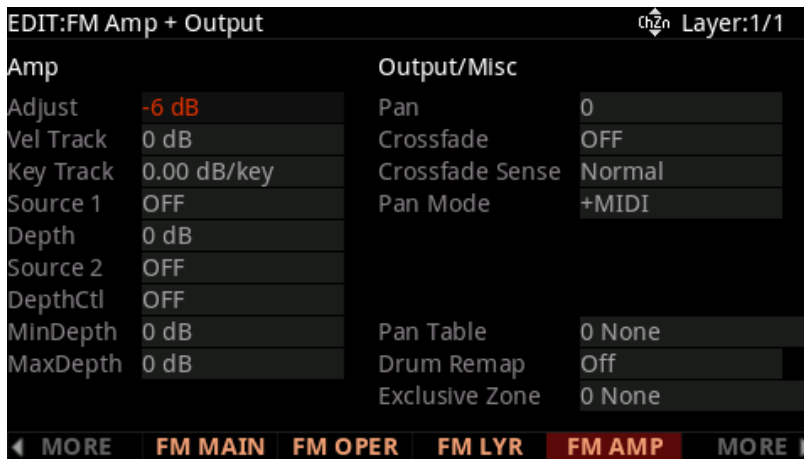 EDIT:FM Amp + Output ChZn Layer:1/1
Amp Output/Misc
Adjust -6 dB Pan 0
Vel Track 0 dB Crossfade OFF
Key Track 0.00 dB/key Crossfade Sense Normal
Source 1 OFF Pan Mode +MIDI
Depth 0 dB
Source 2 OFF
DepthCtl OFF
MinDepth 0 dB Pan Table 0 None
MaxDepth 0 dB Drum Remap Off
Exclusive Zone 0 None
MORE FM MAIN FM OPER FM LYR FM AMP MORE